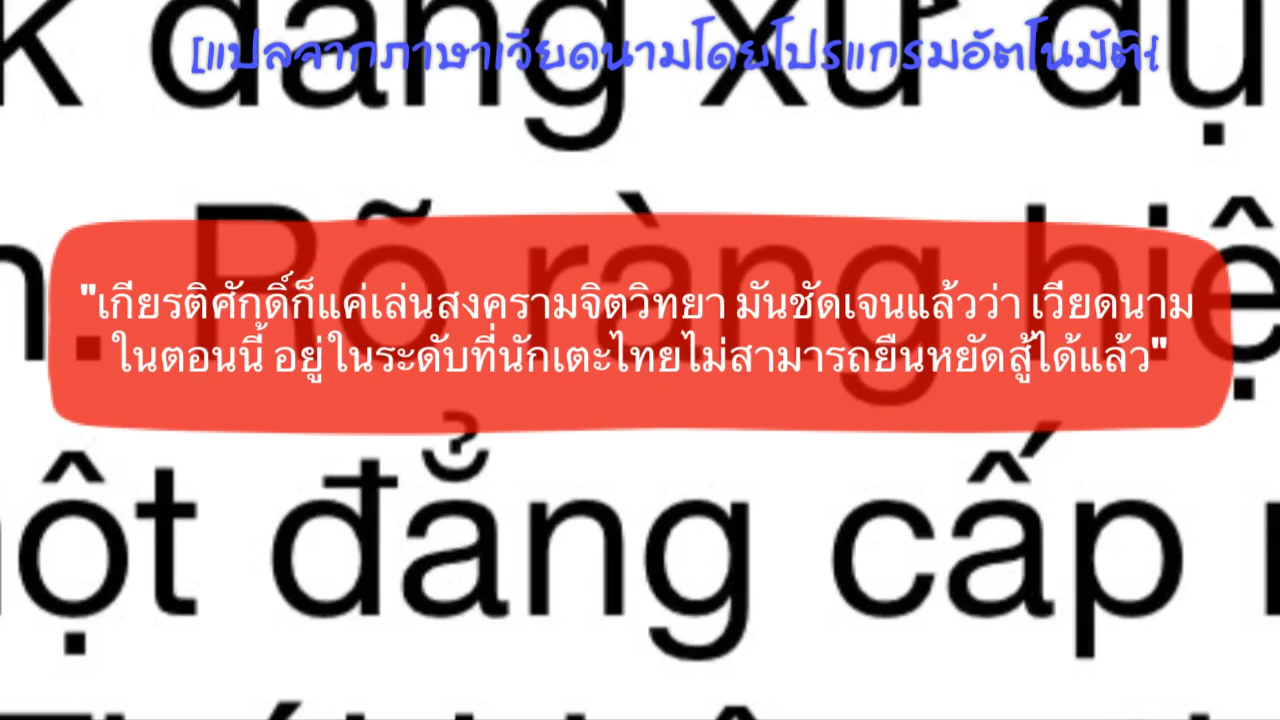 k đang xử dụ
[แปลจากภาษาเวียดนามโดยโปรแกรมอัตโนมัติ{
. Rõ ràng hiệ
"เกียรติศักดิ์ก็แค่เล่นสงครามจิตวิทยา มันชัดเจนแล้วว่า เวียดนาม
ในตอนนี้ อยู่ในระดับที่นักเตะไทยไม่สามารถยืนหยัดสู้ได้แล้ว"
ột đẳng cấp